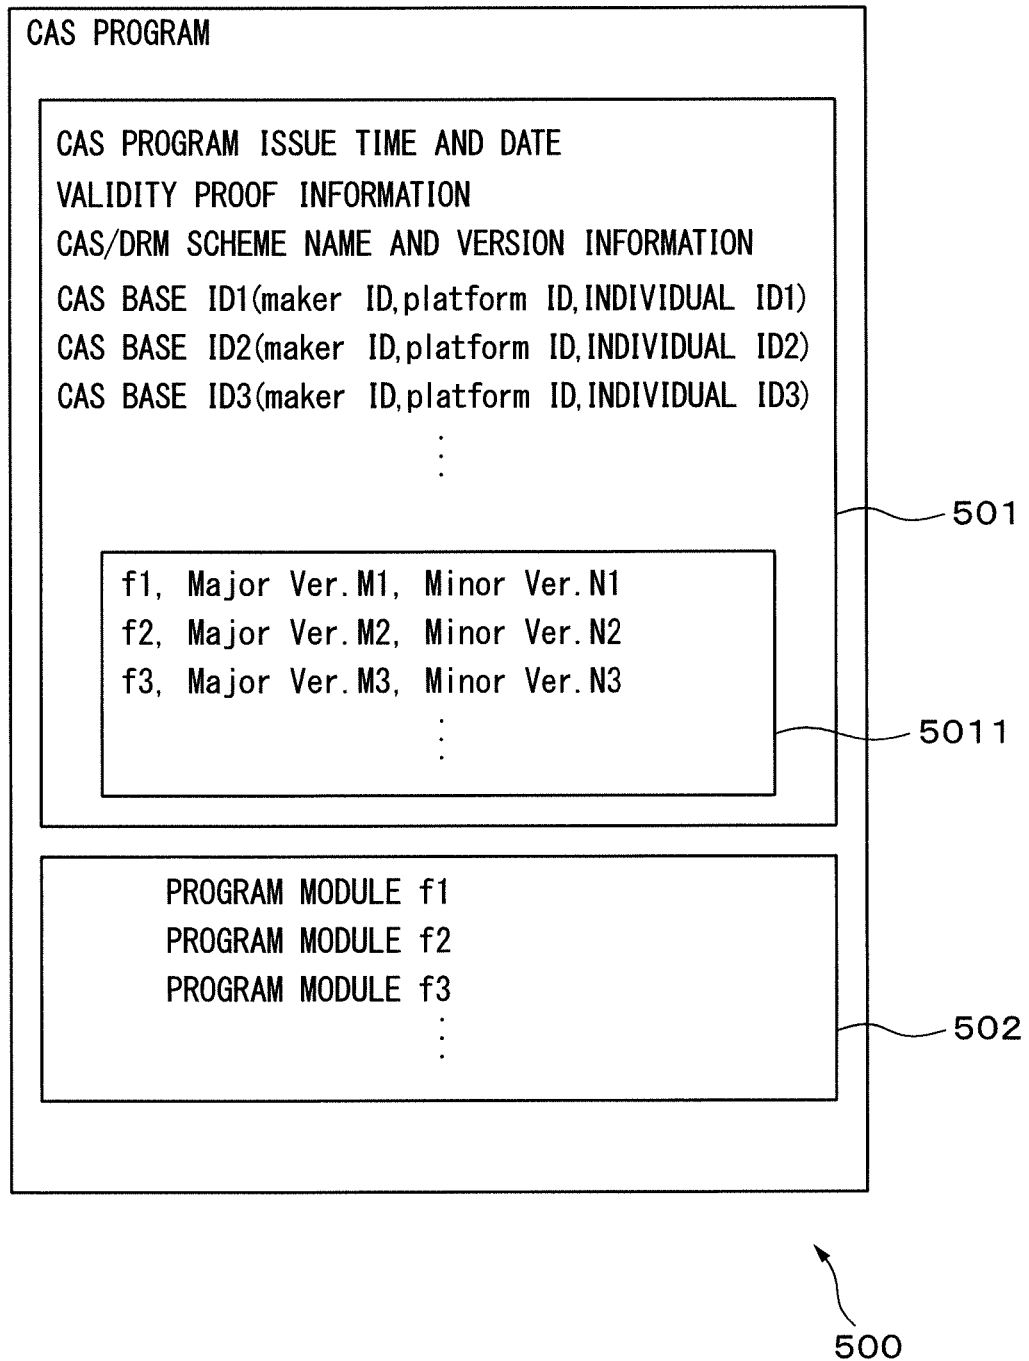 CAS PROGRAM
CAS PROGRAM ISSUE TIME AND DATE
VALIDITY PROOF INFORMATION
CAS/DRM SCHEME NAME AND VERSION INFORMATION
CAS BASE ID1(maker ID,platform ID,INDIVIDUAL ID1)
CAS BASE ID2(maker ID,platform ID,INDIVIDUAL ID2)
CAS BASE ID3(maker ID,platform ID,INDIVIDUAL ID3)
501
f1, Major Ver.M1, Minor Ver.N1
f2, Major Ver.M2, Minor Ver.N2
f3, Major Ver.M3, Minor Ver.N3
5011
PROGRAM MODULE f1
PROGRAM MODULE f2
PROGRAM MODULE f3
502
500